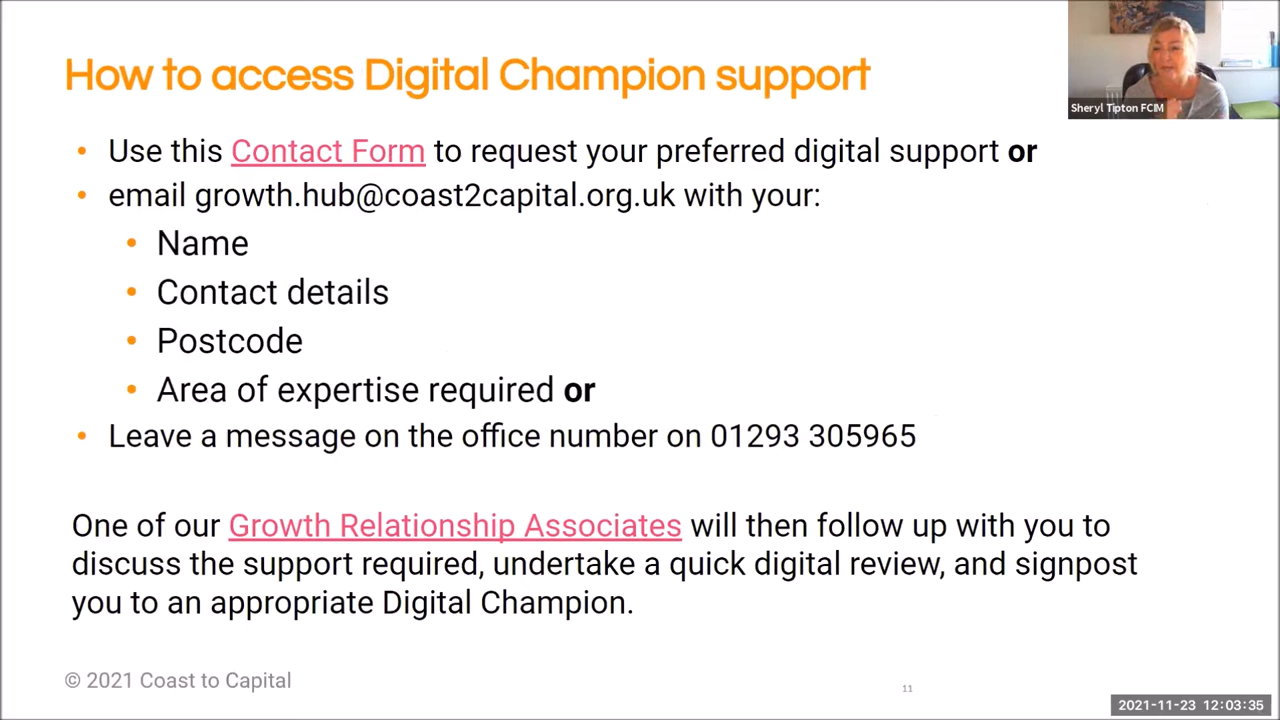 How to access Digital Champion support
Sheryl Tipton FCIM
• Use this Contact Form to request your preferred digital support or
• email growth.hub@coast2capital.org.uk with your:
• Name
• Contact details
• Postcode
• Area of expertise required or
• Leave a message on the office number on 01293 305965
One of our Growth Relationship Associates will then follow up with you to
discuss the support required, undertake a quick digital review, and signpost
you to an appropriate Digital Champion.
© 2021 Coast to Capital
11
2021-11-23 12:03:35